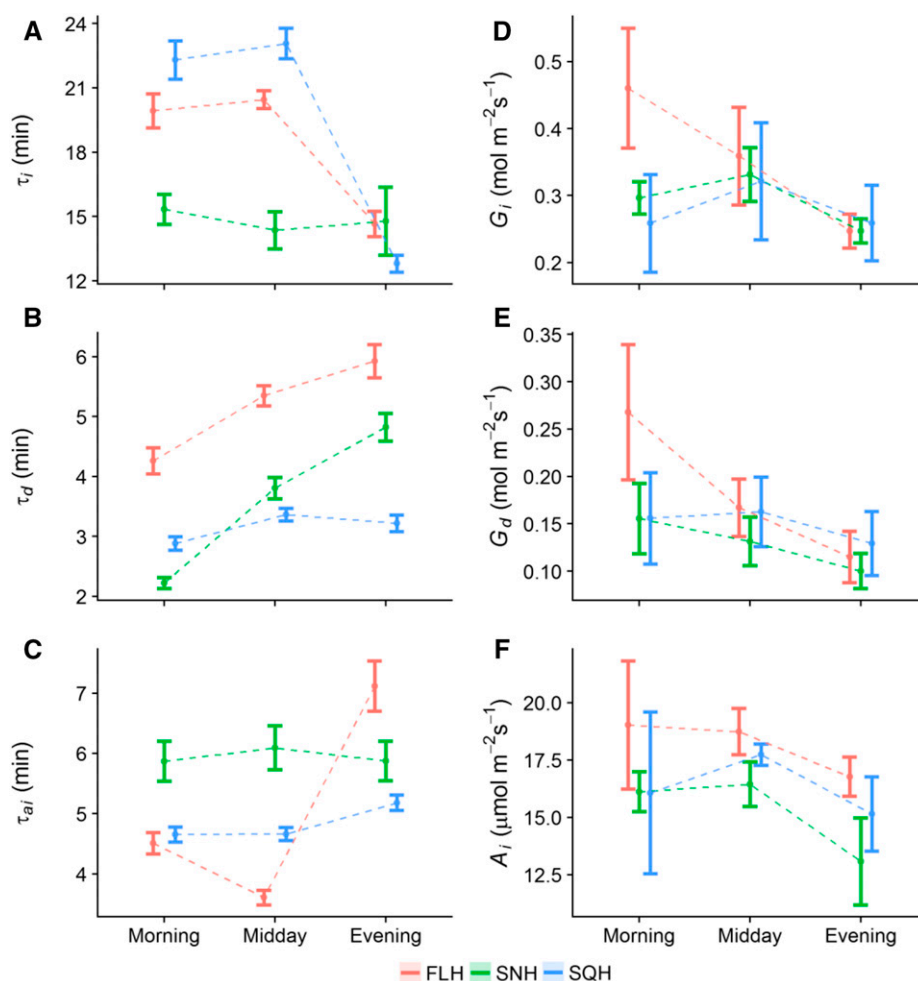 A
τi (min)
24
21
18
15
12
B
τd (min)
6
5
4
3
2
C
τai (min)
7
6
5
4
Morning Midday Evening
D
Gi (mol m−2s−1)
0.5
0.4
0.3
0.2
E
Gd (mol m−2s−1)
0.35
0.30
0.25
0.20
0.15
0.10
F
Ai (μmol m−2s−1)
20.0
17.5
15.0
12.5
Morning Midday Evening
FLH SNH SQH